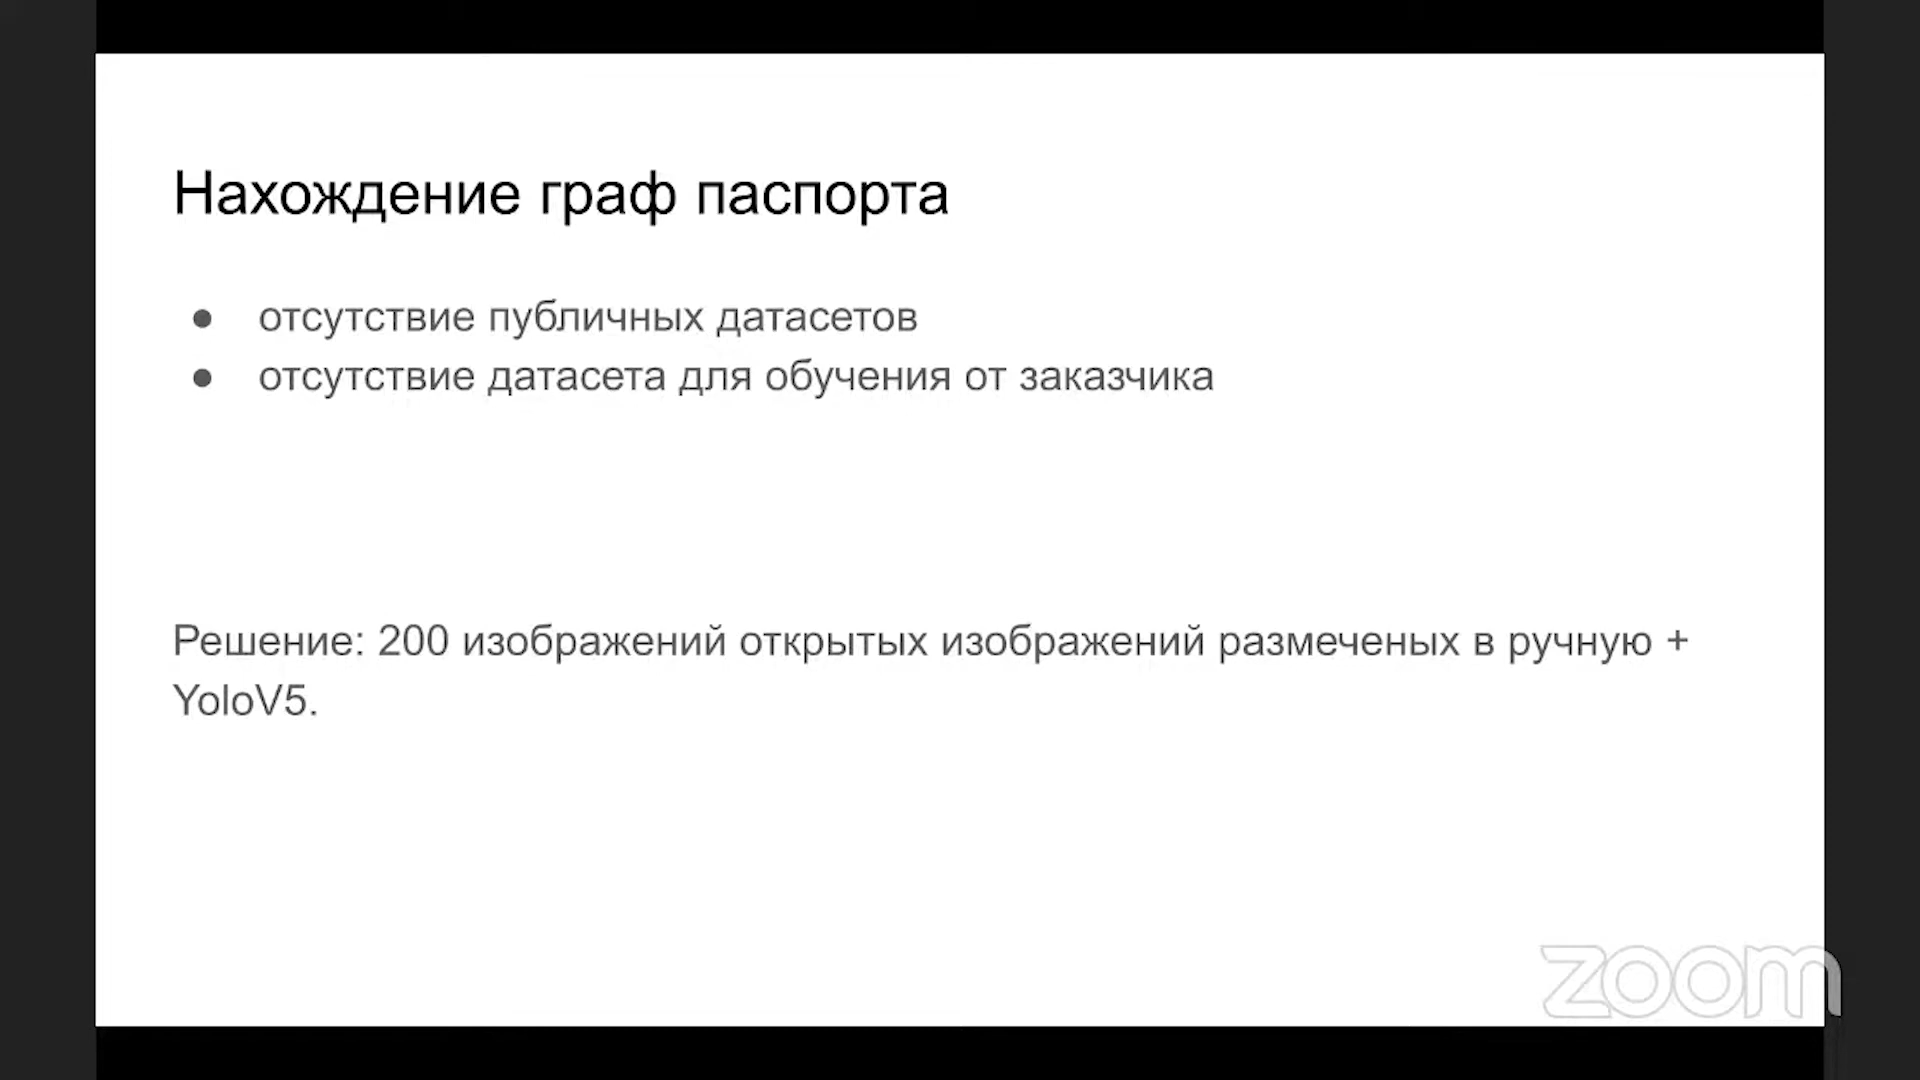 Нахождение граф паспорта
● отсутствие публичных датасетов
● отсутствие датасета для обучения от заказчика
Решение: 200 изображений открытых изображений размеченых в ручную +
YoloV5.
zoom